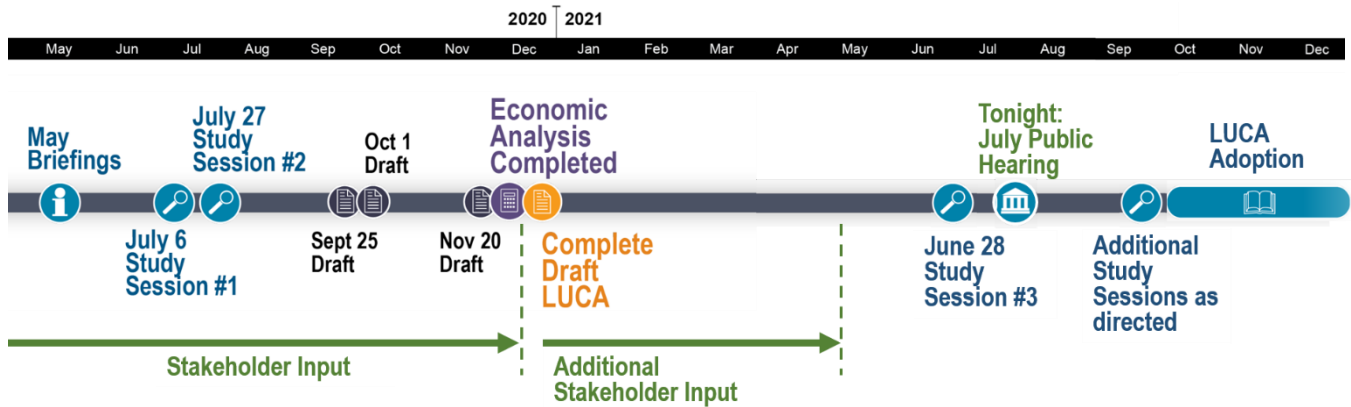 2020 2021
May Jun Jul Aug Sep Oct Nov Dec Jan Feb Mar Apr May Jun Jul Aug Sep Oct Nov Dec
May
Briefings
July 27
Study
Session #2
Oct 1
Draft
Economic
Analysis
Completed
Tonight:
July Public
Hearing
LUCA
Adoption
July 6
Study
Session #1
Sept 25
Draft
Nov 20
Draft
Complete
Draft
LUCA
June 28
Study
Session #3
Additional
Study
Sessions as
directed
Stakeholder Input
Additional
Stakeholder Input